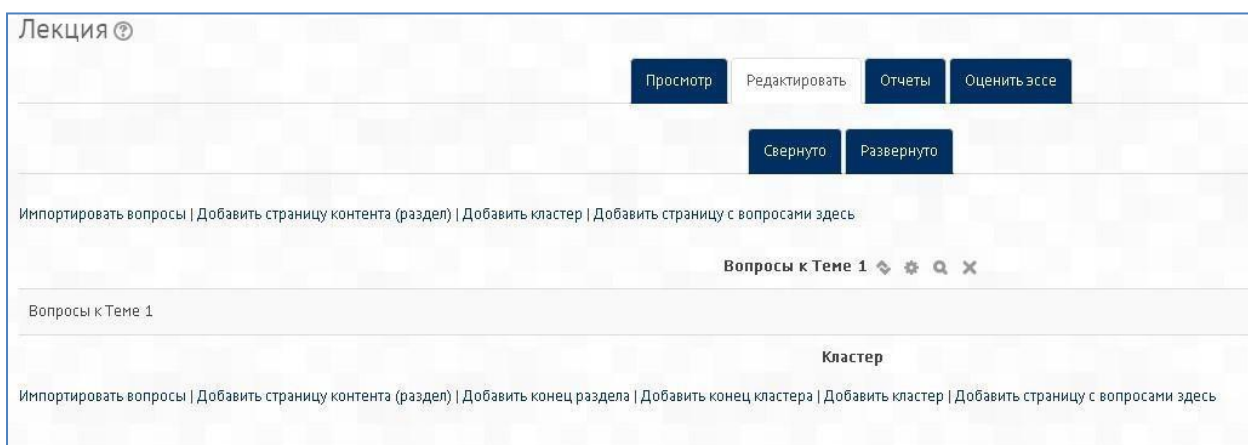 Лекция
Просмотр Редактировать Отчеты Оценить эссе
Свернуто Развернуто
Импортировать вопросы | Добавить страницу контента (раздел) | Добавить кластер | Добавить страницу с вопросами здесь
Вопросы к Теме 1
Вопросы к Теме 1
Кластер
Импортировать вопросы | Добавить страницу контента (раздел) | Добавить конец раздела | Добавить конец кластера | Добавить кластер | Добавить страницу с вопросами здесь